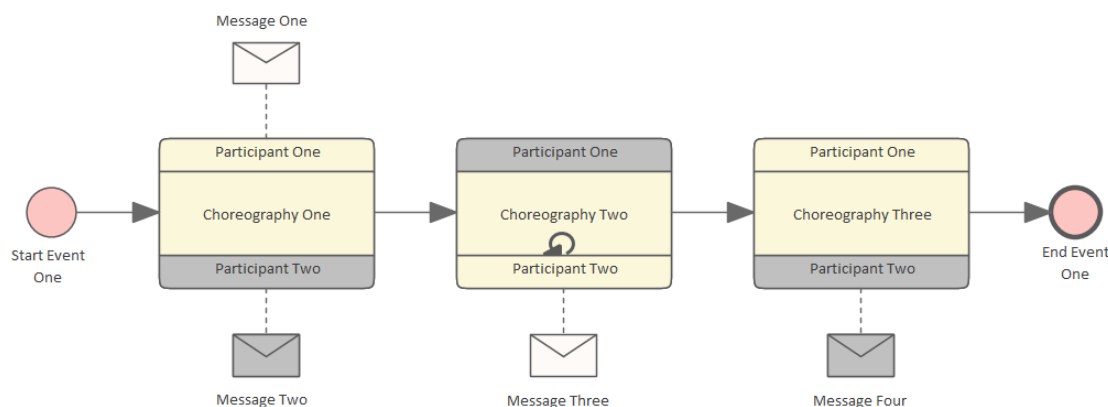 Message One
Participant One
Participant One
Participant One
Choreography One
Choreography Two
Choreography Three
Start Event
One
End Event
One
Participant Two
Participant Two
Participant Two
Message Two
Message Three
Message Four